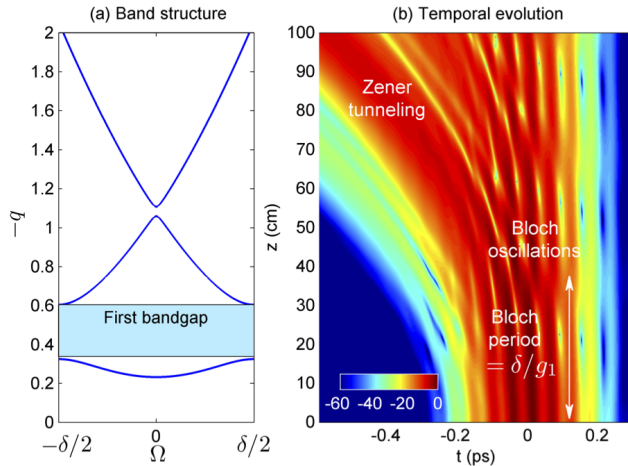 (a) Band structure
2
1.8
1.6
1.4
1.2
1
0.8
0.6
0.4
0.2
0
−q
First bandgap
−δ/2
0
δ/2
Ω
(b) Temporal evolution
100
90
80
70
60
50
40
30
20
10
0
z (cm)
Zener
tunneling
Bloch
oscillations
Bloch
period
= δ/g₁
-60 -40 -20 0
-0.4 -0.2 0 0.2
t (ps)